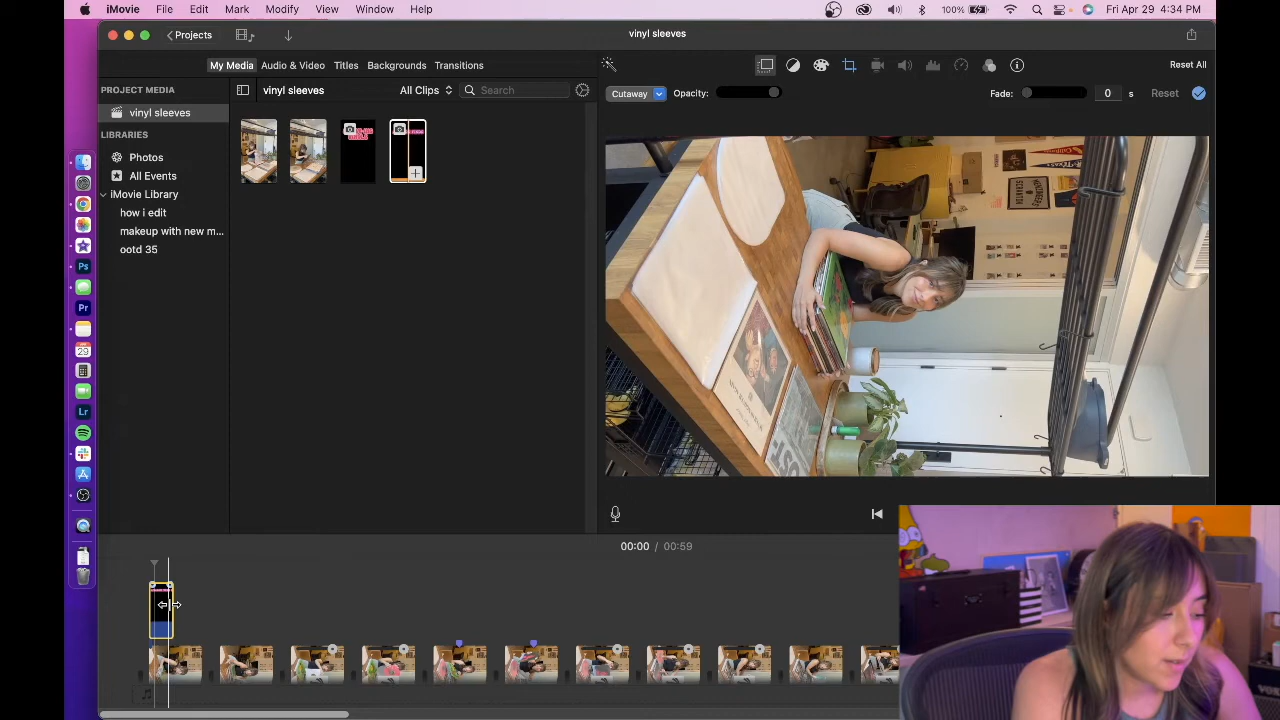 iMovie File Edit Mark Modify View Window Help 100% Fri Apr 29 4:34 PM
Projects vinyl sleeves
My Media Audio & Video Titles Backgrounds Transitions Reset All
PROJECT MEDIA vinyl sleeves All Clips Search Cutaway Opacity: Fade: 0 s Reset
vinyl sleeves
LIBRARIES
Photos
All Events
iMovie Library
how i edit
makeup with new m...
ootd 35
00:00 / 00:59